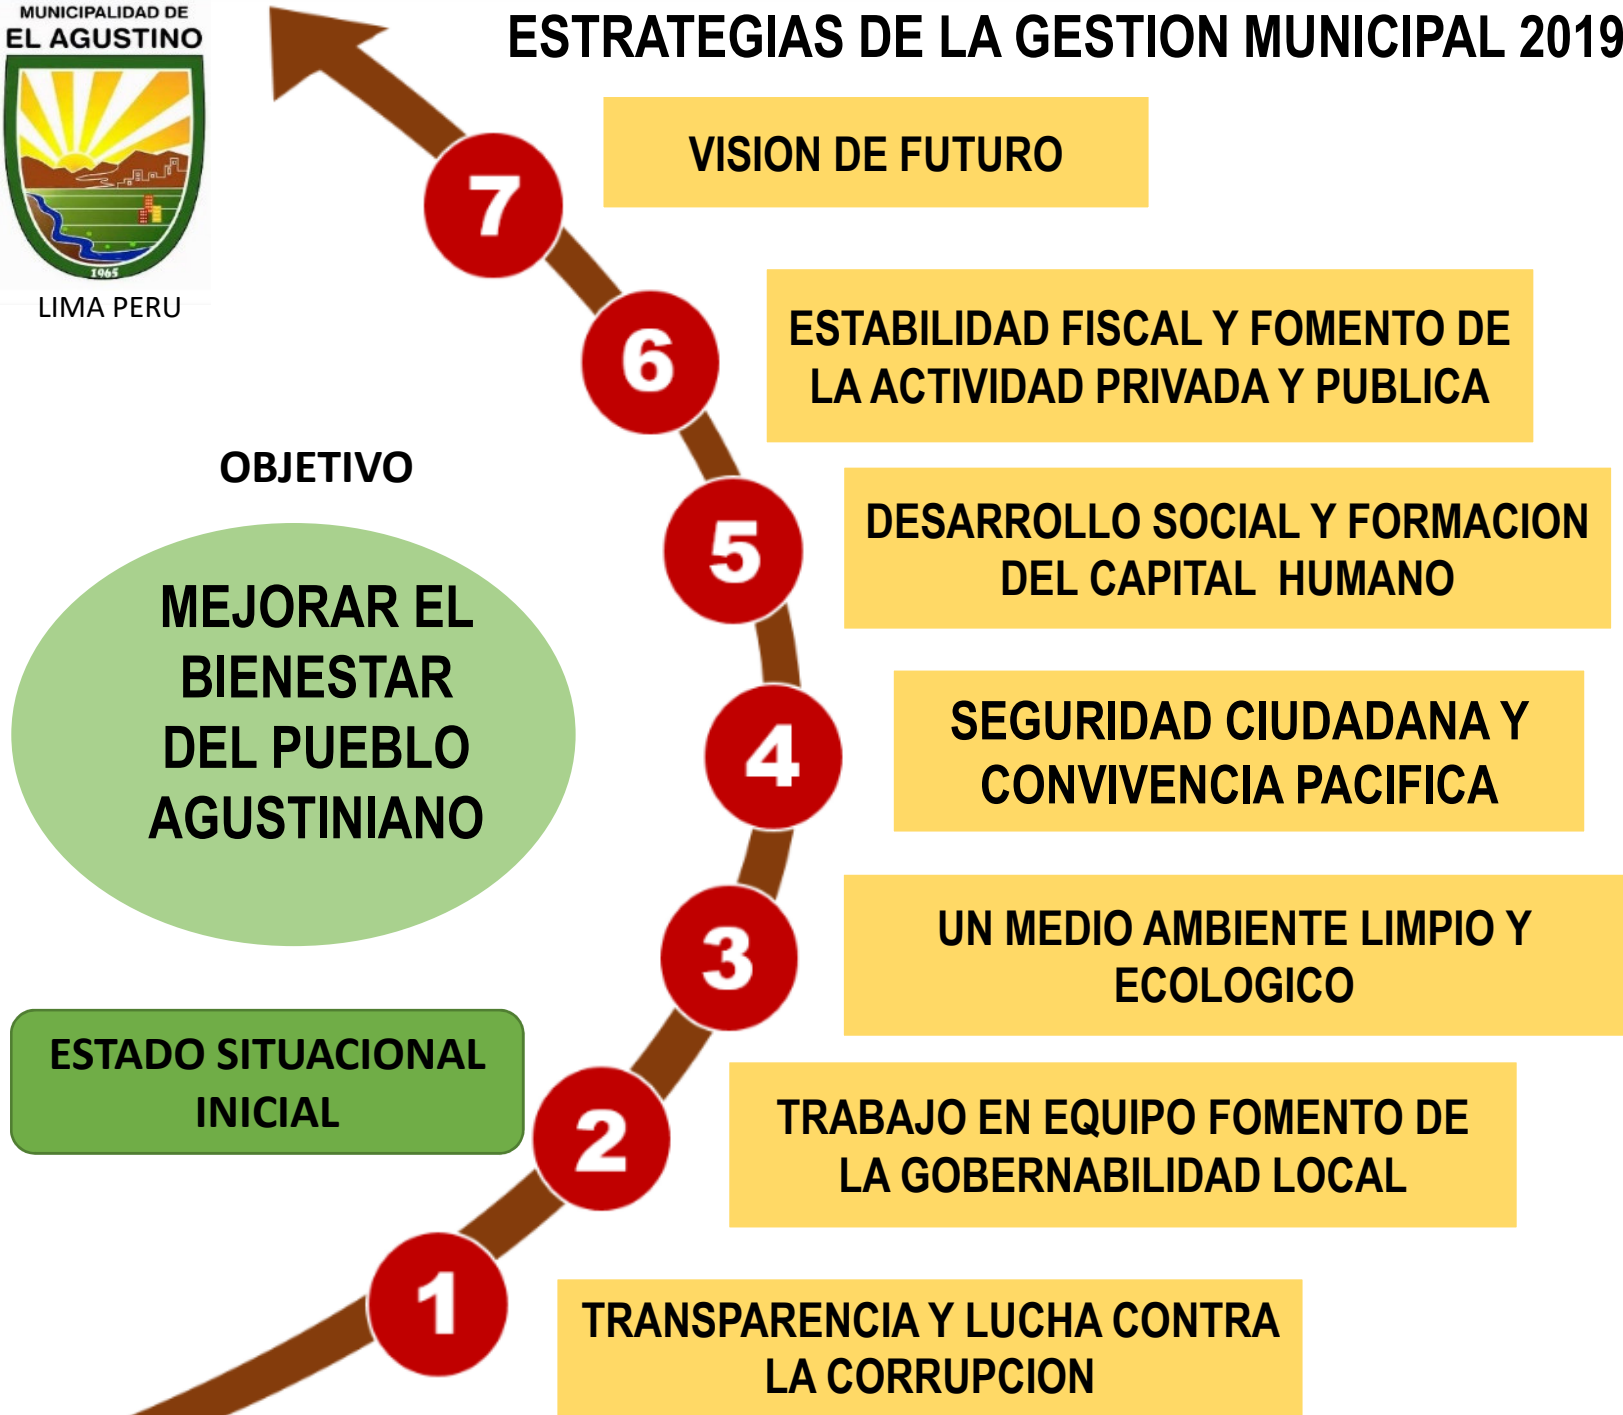 MUNICIPALIDAD DE
EL AGUSTINO
1965
LIMA PERU
ESTRATEGIAS DE LA GESTION MUNICIPAL 2019
7
VISION DE FUTURO
6
ESTABILIDAD FISCAL Y FOMENTO DE
LA ACTIVIDAD PRIVADA Y PUBLICA
OBJETIVO
MEJORAR EL
BIENESTAR
DEL PUEBLO
AGUSTINIANO
5
DESARROLLO SOCIAL Y FORMACION
DEL CAPITAL HUMANO
4
SEGURIDAD CIUDADANA Y
CONVIVENCIA PACIFICA
3
UN MEDIO AMBIENTE LIMPIO Y
ECOLOGICO
ESTADO SITUACIONAL
INICIAL
2
TRABAJO EN EQUIPO FOMENTO DE
LA GOBERNABILIDAD LOCAL
1
TRANSPARENCIA Y LUCHA CONTRA
LA CORRUPCION